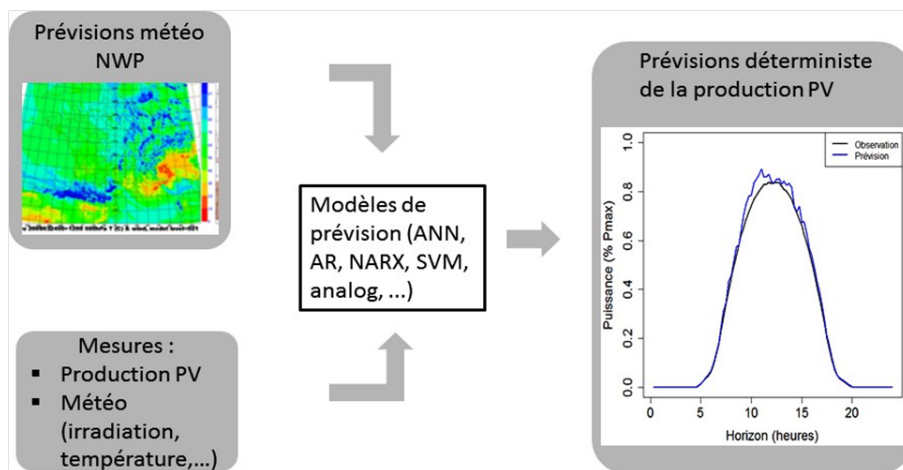 Prévisions météo
NWP
Modèles de
prévision (ANN,
AR, NARX, SVM,
analog, ...)
Mesures :
▪ Production PV
▪ Météo
(irradiation,
température,...)
Prévisions déterministe
de la production PV
Observation
Prévision
Puissance (% Pmax)
0.0
0.2
0.4
0.6
0.8
1.0
0
5
10
15
20
Horizon (heures)